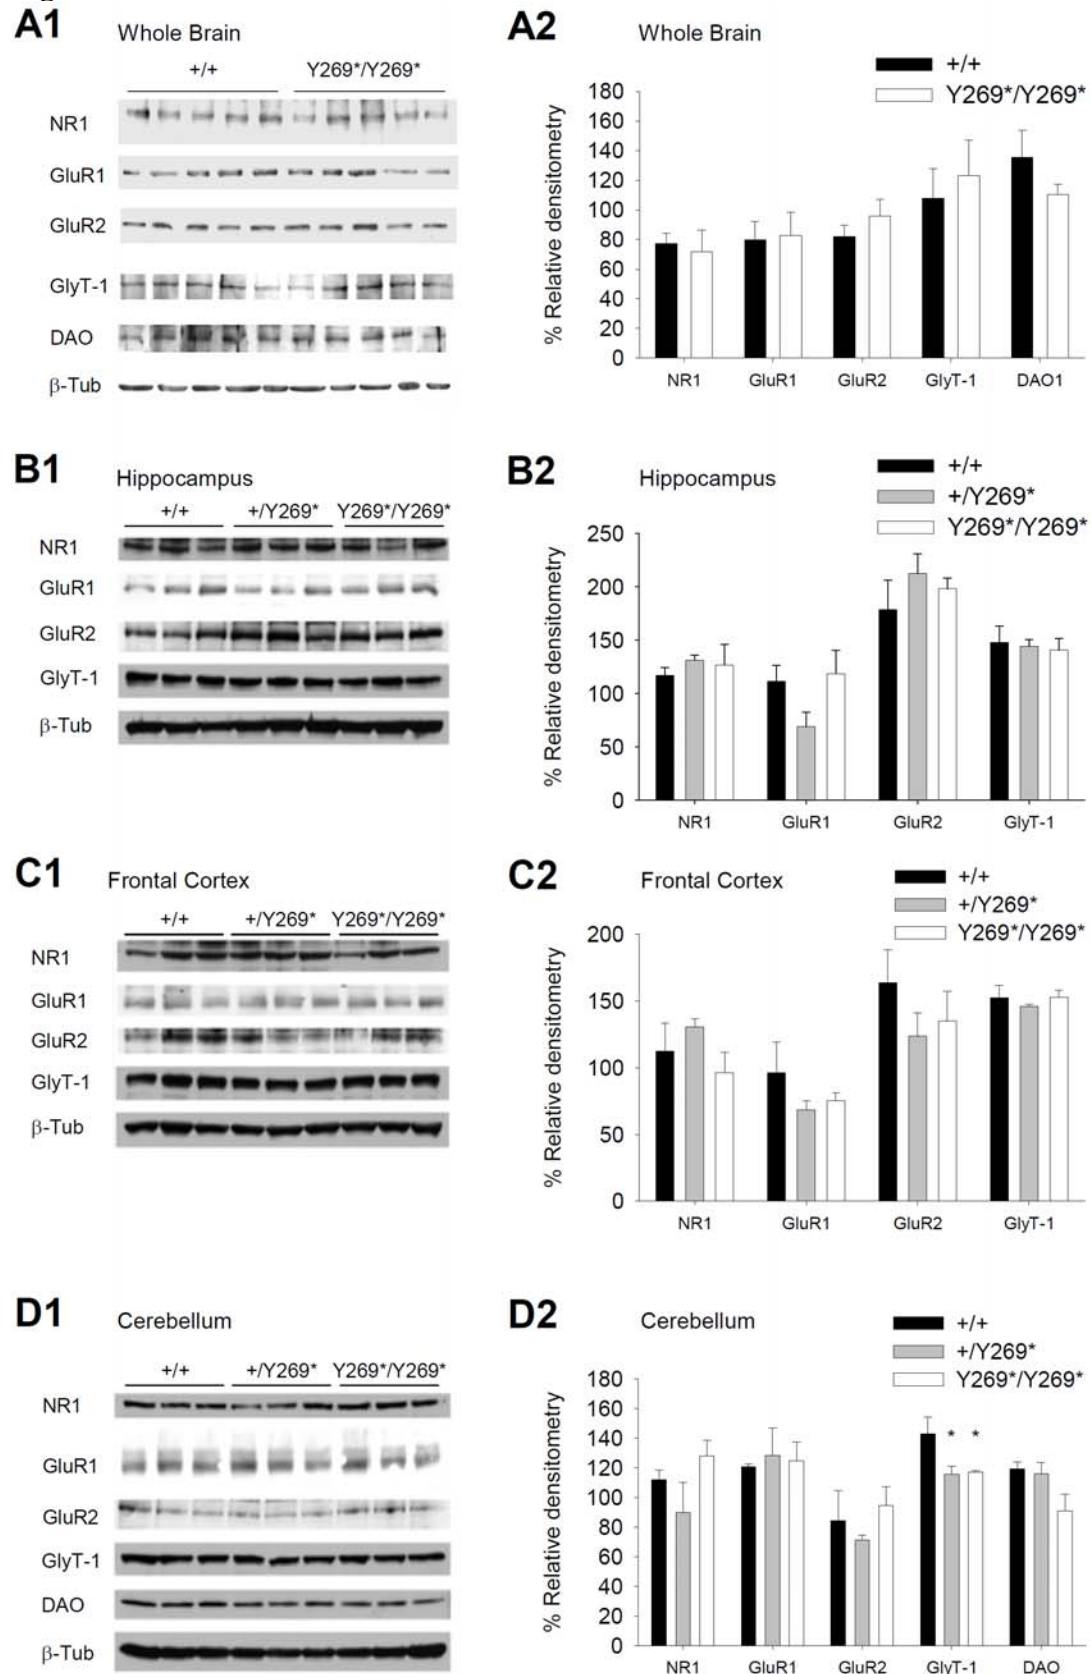 A1
Whole Brain
+/+ Y269*/Y269*
NR1
GluR1
GluR2
GlyT-1
DAO
β-Tub
A2
Whole Brain
+/+
Y269*/Y269*
% Relative densitometry
180
160
140
120
100
80
60
40
20
0
NR1 GluR1 GluR2 GlyT-1 DAO1
B1
Hippocampus
+/+ +/Y269* Y269*/Y269*
NR1
GluR1
GluR2
GlyT-1
β-Tub
B2
Hippocampus
+/+
+/Y269*
Y269*/Y269*
% Relative densitometry
250
200
150
100
50
0
NR1 GluR1 GluR2 GlyT-1
C1
Frontal Cortex
+/+ +/Y269* Y269*/Y269*
NR1
GluR1
GluR2
GlyT-1
β-Tub
C2
Frontal Cortex
+/+
+/Y269*
Y269*/Y269*
% Relative densitometry
200
150
100
50
0
NR1 GluR1 GluR2 GlyT-1
D1
Cerebellum
+/+ +/Y269* Y269*/Y269*
NR1
GluR1
GluR2
GlyT-1
DAO
β-Tub
D2
Cerebellum
+/+
+/Y269*
Y269*/Y269*
% Relative densitometry
180
160
140
120
100
80
60
40
20
0
* *
NR1 GluR1 GluR2 GlyT-1 DAO